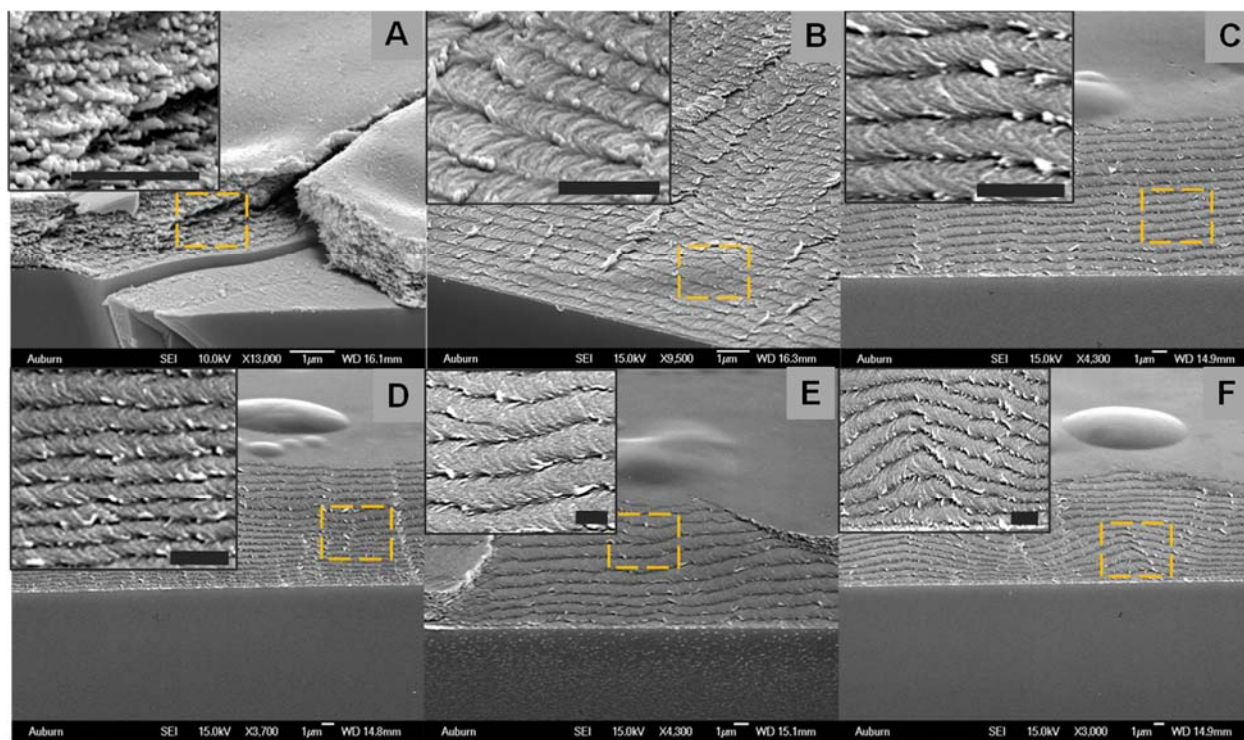 A
B
C
Auburn SEI 10.0kV X13,000 1µm WD 16.1mm
Auburn SEI 15.0kV X9,500 1µm WD 16.3mm
Auburn SEI 15.0kV X4,300 1µm WD 14.9mm
D
E
F
Auburn SEI 15.0kV X3,700 1µm WD 14.8mm
Auburn SEI 15.0kV X4,300 1µm WD 15.1mm
Auburn SEI 15.0kV X3,000 1µm WD 14.9mm